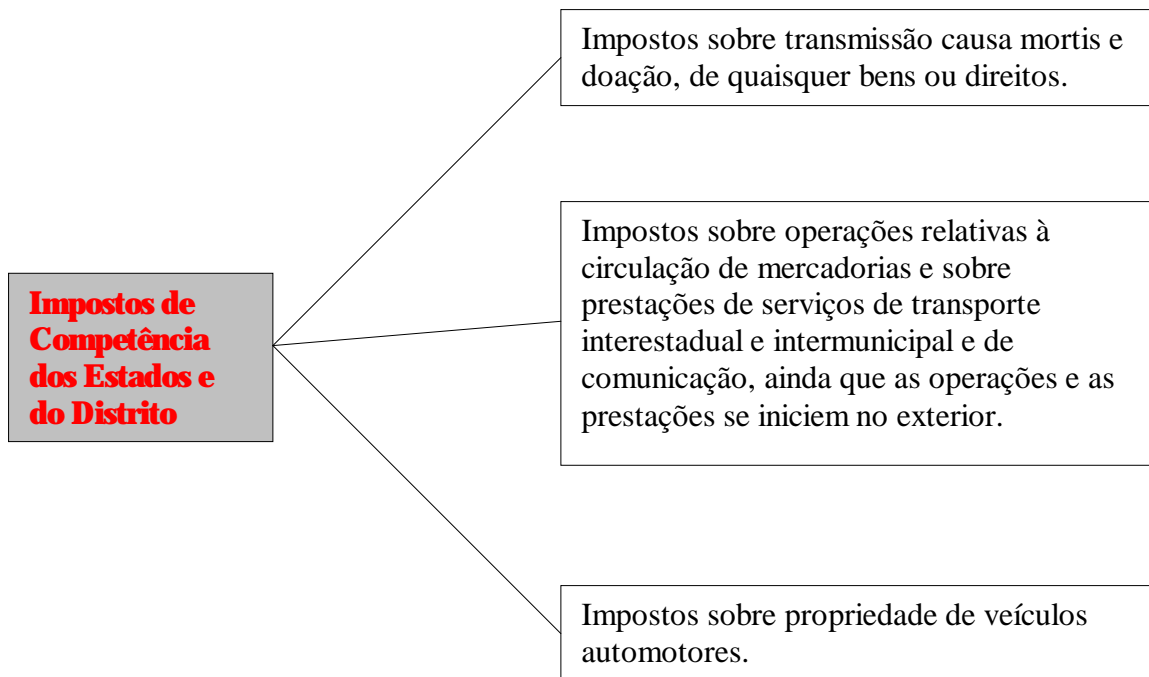 Impostos sobre transmissão causa mortis e
doação, de quaisquer bens ou direitos.
Impostos sobre operações relativas à
circulação de mercadorias e sobre
prestações de serviços de transporte
interestadual e intermunicipal e de
comunicação, ainda que as operações e as
prestações se iniciem no exterior.
Impostos de
Competência
dos Estados e
do Distrito
Impostos sobre propriedade de veículos
automotores.